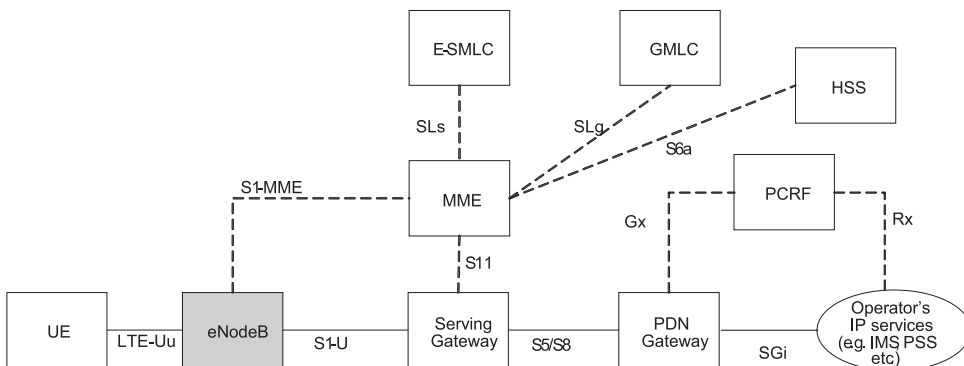 E-SMLC
GMLC
HSS
SLs
SLg
S6a
S1-MME
MME
PCRF
Gx
Rx
S11
UE
eNodeB
Serving
Gateway
PDN
Gateway
Operator's
IP services
(e.g. IMS, PSS
etc.)
LTE-Uu
S1-U
S5/S8
SGi